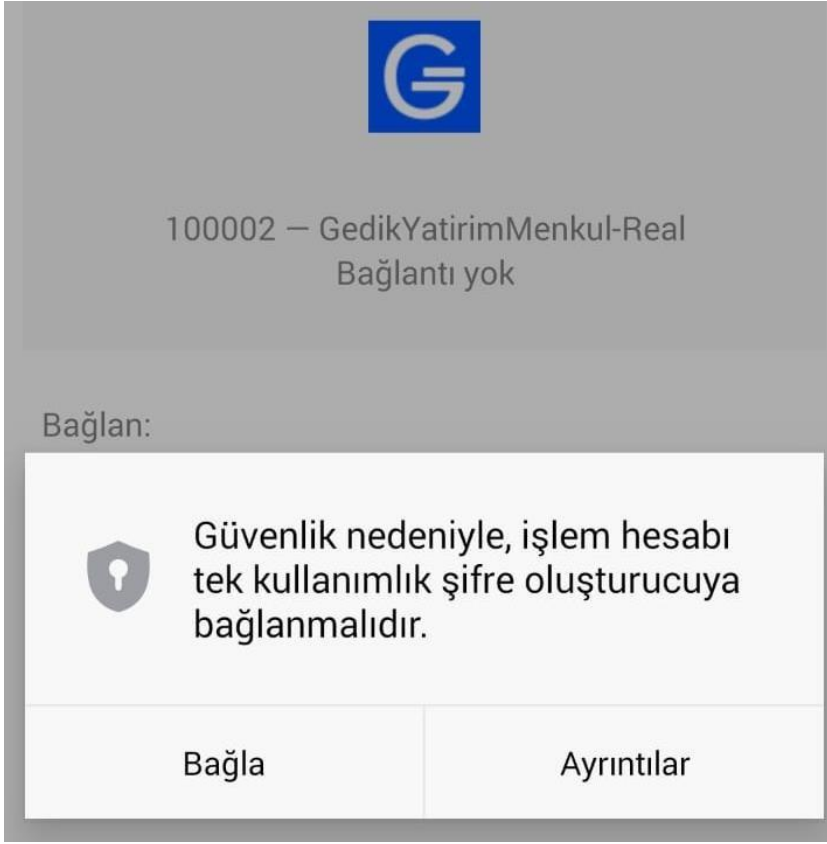 G
100002 — GedikYatirimMenkul-Real
Bağlantı yok
Bağlan:
Güvenlik nedeniyle, işlem hesabı
tek kullanımlık şifre oluşturucuya
bağlanmalıdır.
Bağla
Ayrıntılar